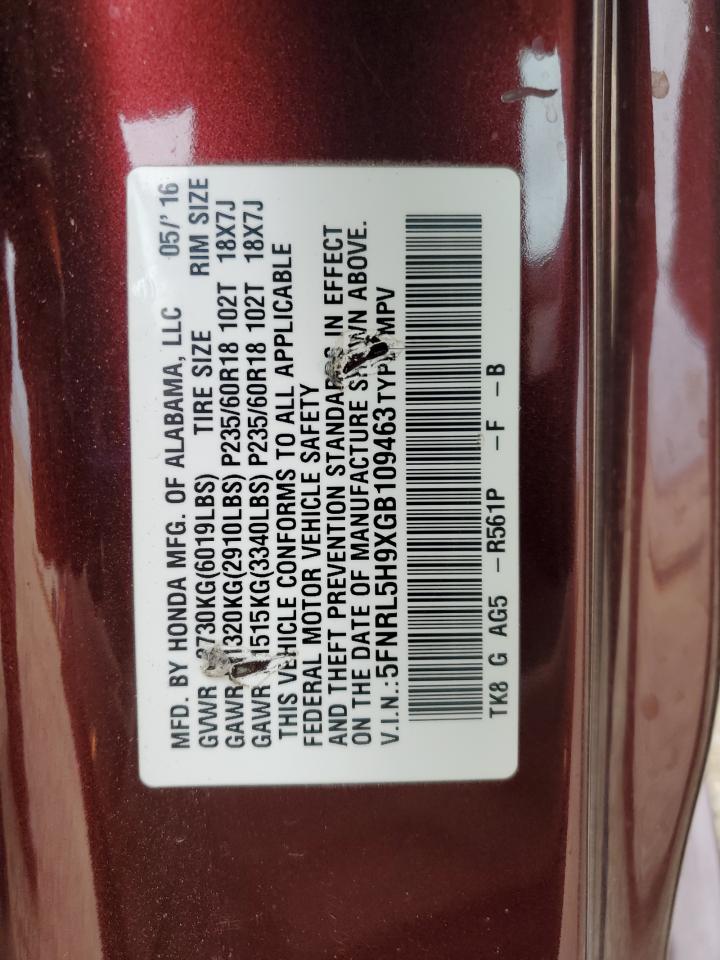 MFD. BY HONDA MFG. OF ALABAMA, LLC 05/' 16
GVWR 2730KG(6019LBS) TIRE SIZE RIM SIZE
GAWR 1320KG(2910LBS) P235/60R18 102T 18X7J
GAWR 1515KG(3340LBS) P235/60R18 102T 18X7J
THIS VEHICLE CONFORMS TO ALL APPLICABLE
FEDERAL MOTOR VEHICLE SAFETY
AND THEFT PREVENTION STANDARDS IN EFFECT
ON THE DATE OF MANUFACTURE SHOWN ABOVE.
V.I.N.:5FNRL5H9XGB109463 TYPE MPV
TK8 G AG5 -R561P -F -B